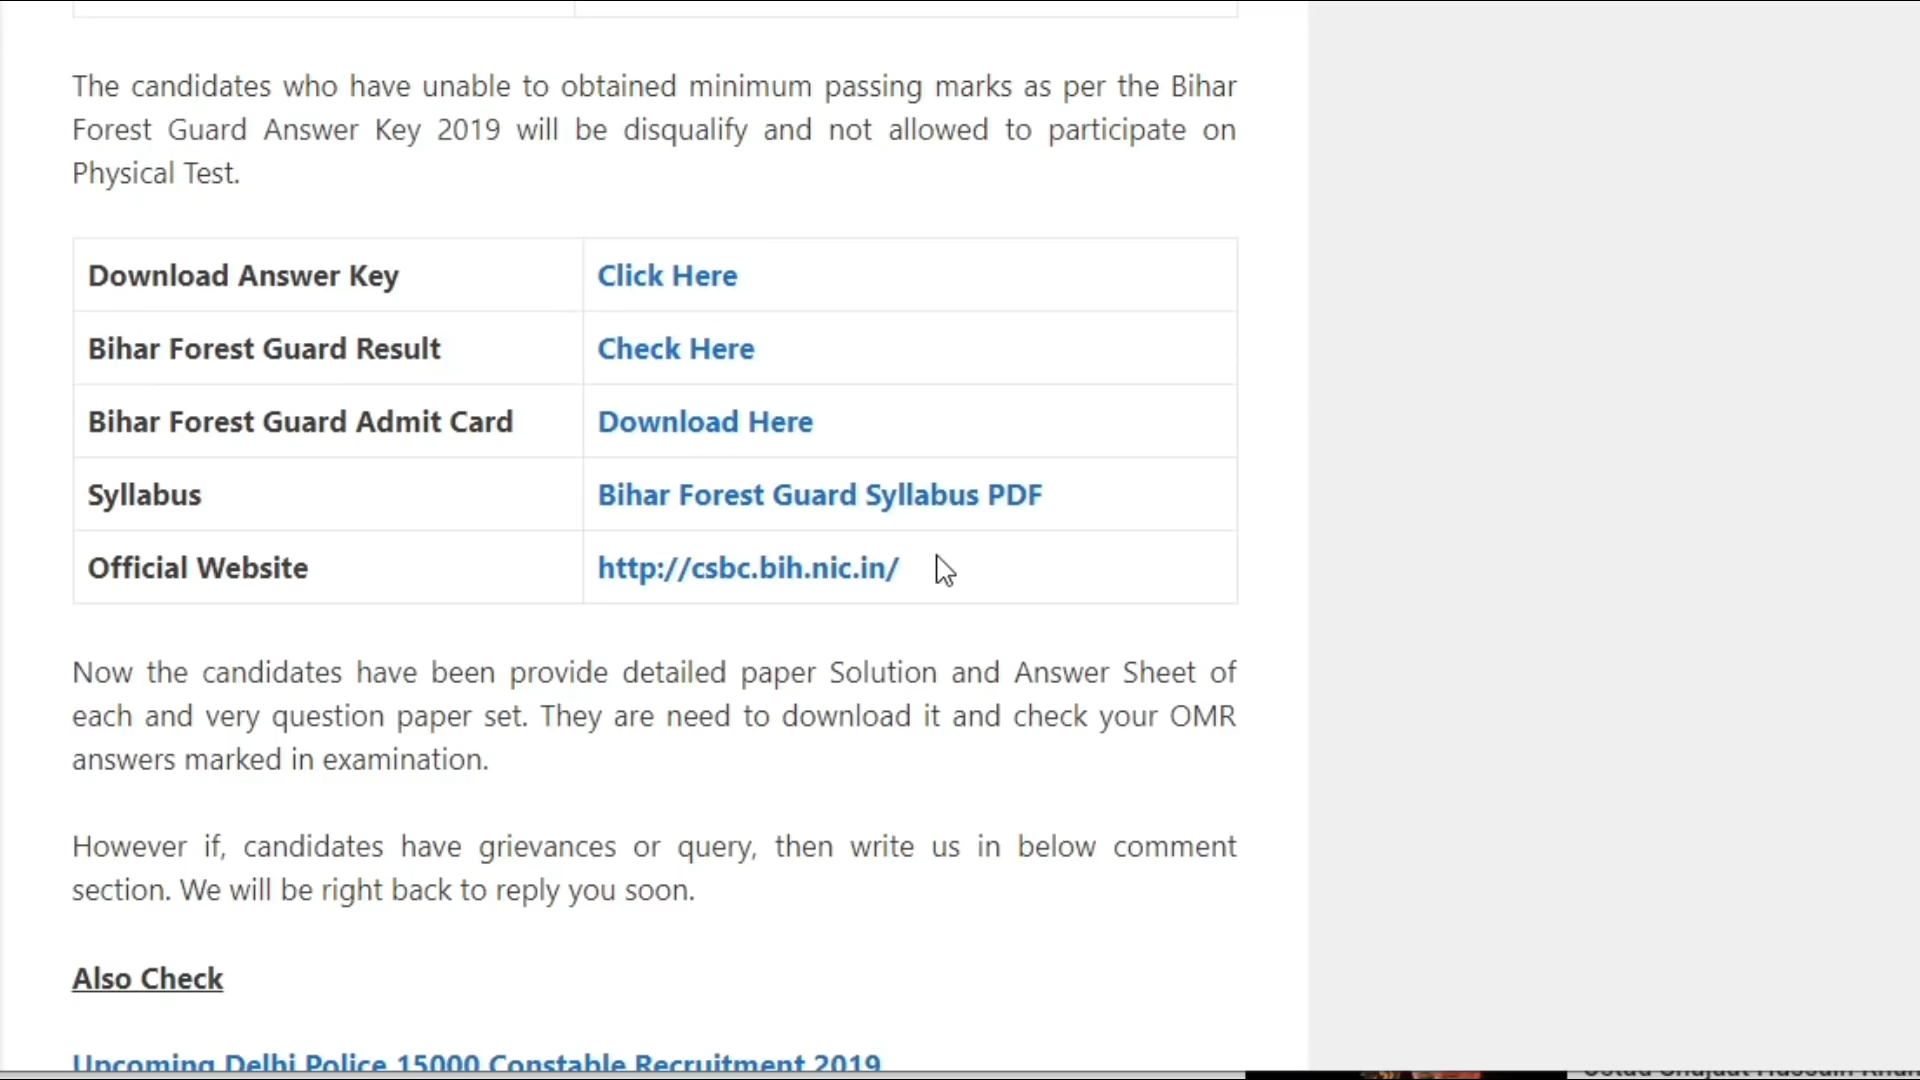 The candidates who have unable to obtained minimum passing marks as per the Bihar
Forest Guard Answer Key 2019 will be disqualify and not allowed to participate on
Physical Test.
Download Answer Key Click Here
Bihar Forest Guard Result Check Here
Bihar Forest Guard Admit Card Download Here
Syllabus Bihar Forest Guard Syllabus PDF
Official Website http://csbc.bih.nic.in/
Now the candidates have been provide detailed paper Solution and Answer Sheet of
each and very question paper set. They are need to download it and check your OMR
answers marked in examination.
However if, candidates have grievances or query, then write us in below comment
section. We will be right back to reply you soon.
Also Check
Upcoming Delhi Police 15000 Constable Recruitment 2019